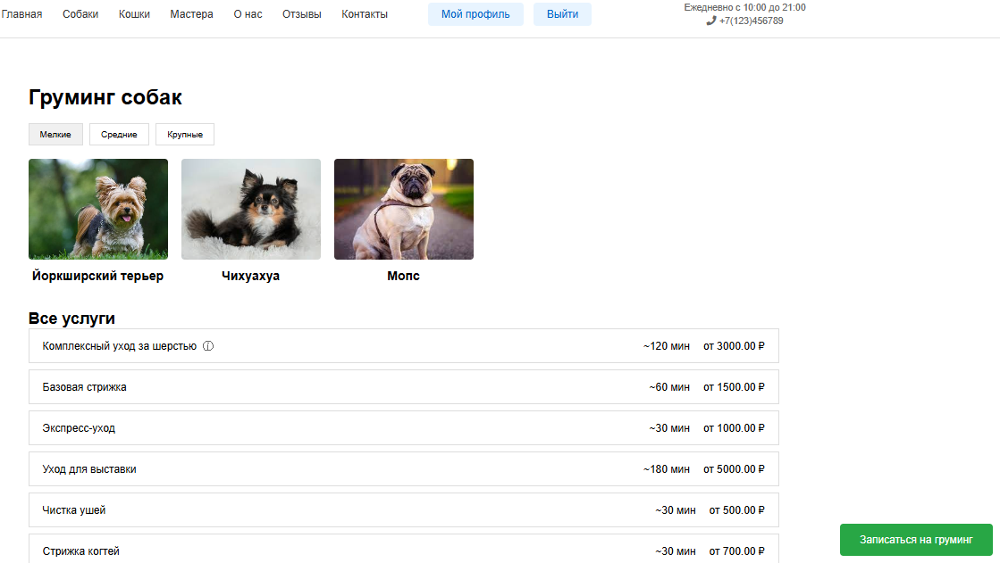 Главная Собаки Кошки Мастера О нас Отзывы Контакты Мой профиль Выйти Ежедневно с 10:00 до 21:00
+7(123)456789
Груминг собак
Мелкие Средние Крупные
Йоркширский терьер Чихуахуа Мопс
Все услуги
Комплексный уход за шерстью ~120 мин от 3000.00 ₽
Базовая стрижка ~60 мин от 1500.00 ₽
Экспресс-уход ~30 мин от 1000.00 ₽
Уход для выставки ~180 мин от 5000.00 ₽
Чистка ушей ~30 мин от 500.00 ₽
Стрижка когтей ~30 мин от 700.00 ₽
Записаться на груминг